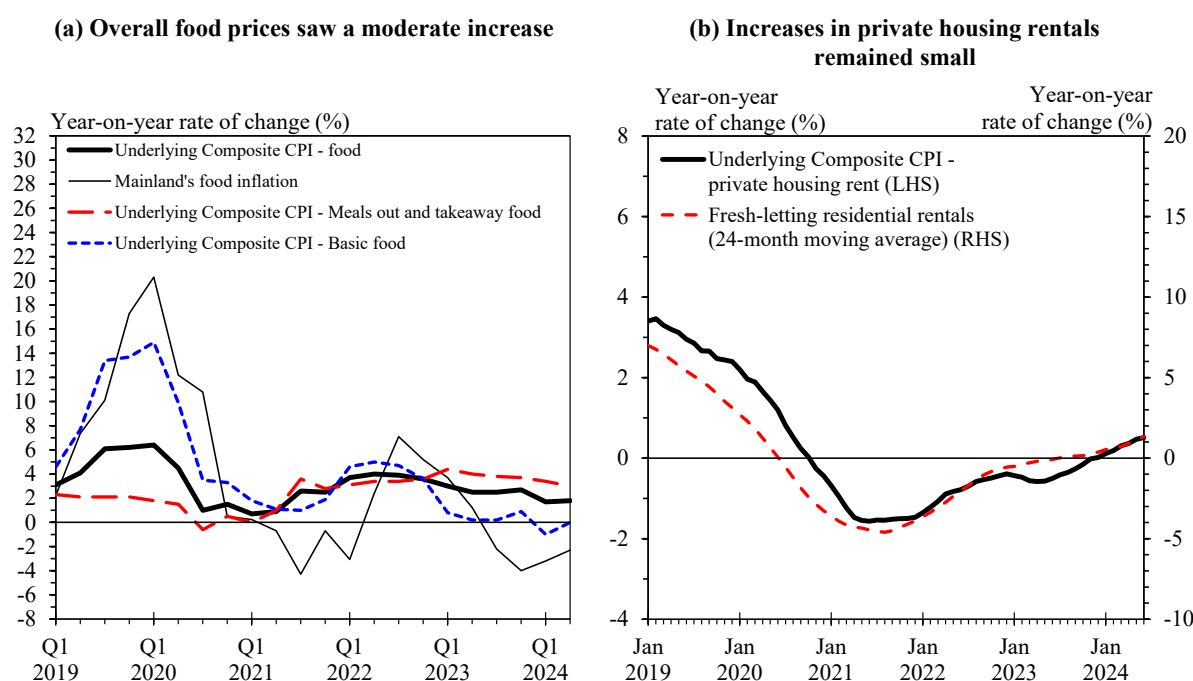 (a) Overall food prices saw a moderate increase
Year-on-year rate of change (%)
32
30
28
26
24
22
20
18
16
14
12
10
8
6
4
2
0
-2
-4
-6
-8
Underlying Composite CPI - food
Mainland's food inflation
Underlying Composite CPI - Meals out and takeaway food
Underlying Composite CPI - Basic food
Q1 Q1 Q1 Q1 Q1 Q1
2019 2020 2021 2022 2023 2024
(b) Increases in private housing rentals
remained small
Year-on-year
rate of change (%)
Year-on-year
rate of change (%)
8
6
4
2
0
-2
-4
Underlying Composite CPI -
private housing rent (LHS)
Fresh-letting residential rentals
(24-month moving average) (RHS)
20
15
10
5
0
-5
-10
Jan Jan Jan Jan Jan Jan
2019 2020 2021 2022 2023 2024